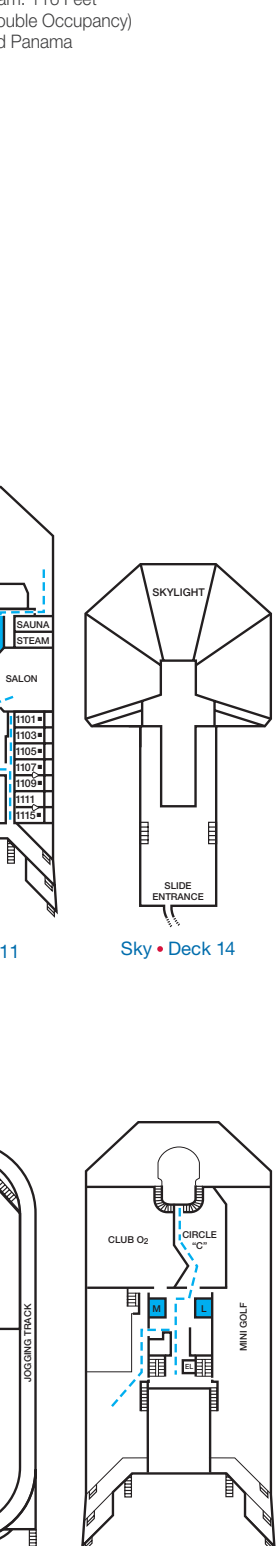 am: 116 Feet
ouble Occupancy)
d Panama
SKYLIGHT
SAUNA
STEAM
SALON
1101
1103
1105
1107
1109
1111
1115
SLIDE
ENTRANCE
11
Sky • Deck 14
CLUB O2
CIRCLE
"C"
M
L
EL
MINI GOLF
JOGGING TRACK